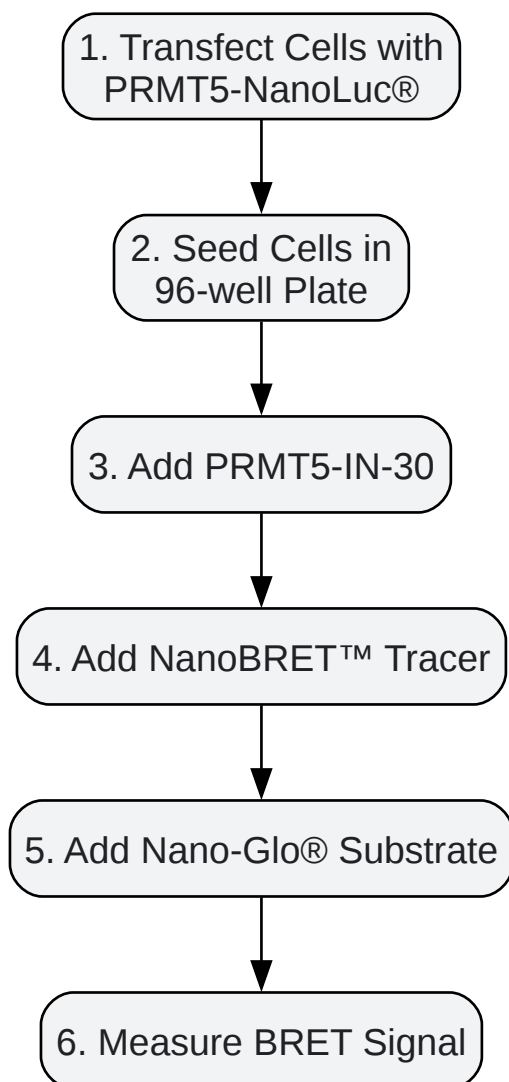 1. Transfect Cells with
PRMT5-NanoLuc®
2. Seed Cells in
96-well Plate
3. Add PRMT5-IN-30
4. Add NanoBRET™ Tracer
5. Add Nano-Glo® Substrate
6. Measure BRET Signal